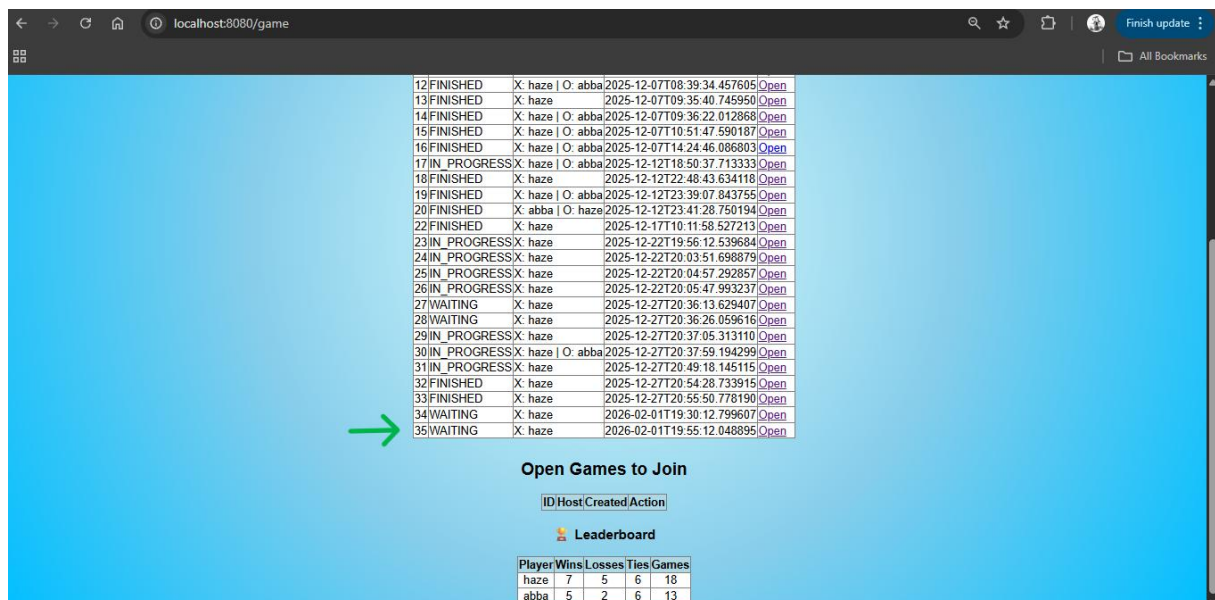 localhost:8080/game
Finish update
All Bookmarks
12 FINISHED X: haze | O: abba 2025-12-07T08:39:34.457605 Open
13 FINISHED X: haze 2025-12-07T09:35:40.745950 Open
14 FINISHED X: haze | O: abba 2025-12-07T09:36:22.012868 Open
15 FINISHED X: haze | O: abba 2025-12-07T10:51:47.590187 Open
16 FINISHED X: haze | O: abba 2025-12-07T14:24:46.086803 Open
17 IN_PROGRESS X: haze | O: abba 2025-12-12T18:50:37.713333 Open
18 FINISHED X: haze 2025-12-12T22:48:43.634118 Open
19 FINISHED X: haze | O: abba 2025-12-12T23:39:07.843755 Open
20 FINISHED X: abba | O: haze 2025-12-12T23:41:28.750194 Open
22 FINISHED X: haze 2025-12-17T10:11:58.527213 Open
23 IN_PROGRESS X: haze 2025-12-22T19:56:12.539684 Open
24 IN_PROGRESS X: haze 2025-12-22T20:03:51.698879 Open
25 IN_PROGRESS X: haze 2025-12-22T20:04:57.292857 Open
26 IN_PROGRESS X: haze 2025-12-22T20:05:47.993237 Open
27 WAITING X: haze 2025-12-27T20:36:13.629407 Open
28 WAITING X: haze 2025-12-27T20:36:26.059616 Open
29 IN_PROGRESS X: haze 2025-12-27T20:37:05.313110 Open
30 IN_PROGRESS X: haze | O: abba 2025-12-27T20:37:59.194299 Open
31 IN_PROGRESS X: haze 2025-12-27T20:49:18.145115 Open
32 FINISHED X: haze 2025-12-27T20:54:28.733915 Open
33 FINISHED X: haze 2025-12-27T20:55:50.778190 Open
34 WAITING X: haze 2026-02-01T19:30:12.799607 Open
35 WAITING X: haze 2026-02-01T19:55:12.048895 Open
Open Games to Join
ID Host Created Action
Leaderboard
Player Wins Losses Ties Games
haze 7 5 6 18
abba 5 2 6 13